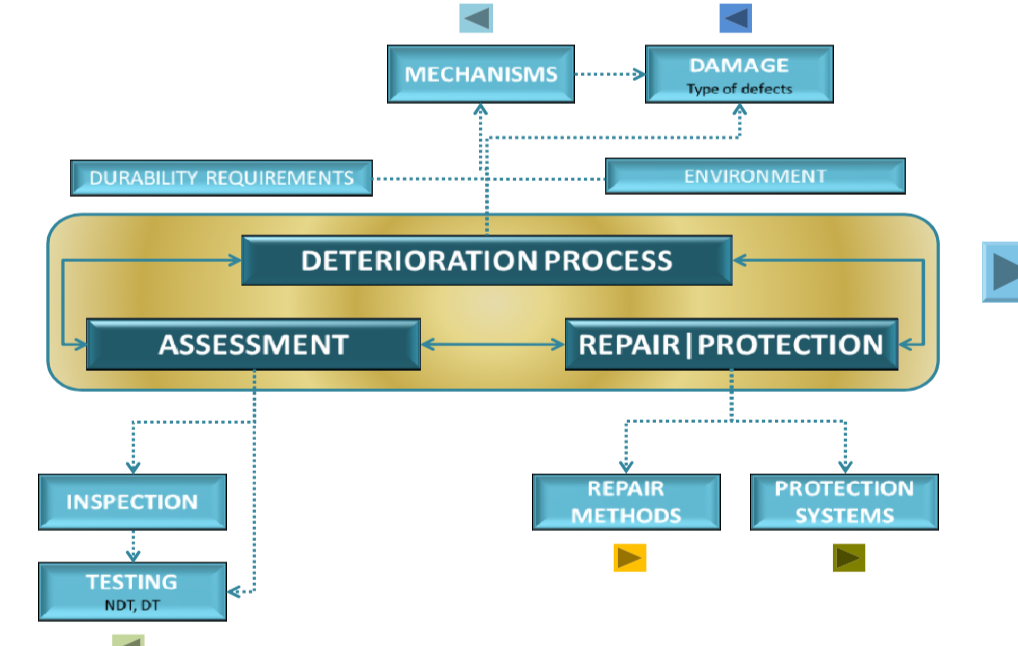 MECHANISMS
DAMAGE
Type of defects
DURABILITY REQUIREMENTS
ENVIRONMENT
DETERIORATION PROCESS
ASSESSMENT
REPAIR|PROTECTION
INSPECTION
REPAIR
METHODS
PROTECTION
SYSTEMS
TESTING
NDT, DT